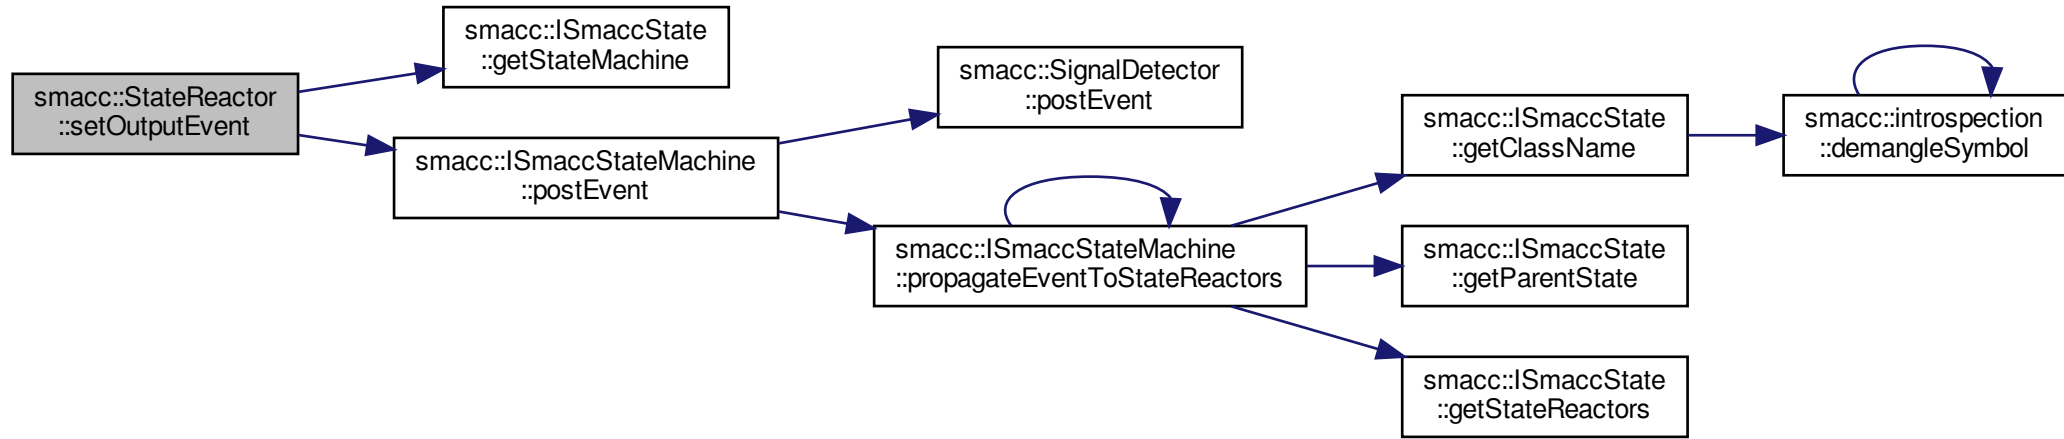 smacc::StateReactor
::setOutputEvent
smacc::ISmaccState
::getStateMachine
smacc::ISmaccStateMachine
::postEvent
smacc::SignalDetector
::postEvent
smacc::ISmaccStateMachine
::propagateEventToStateReactors
smacc::ISmaccState
::getClassName
smacc::introspection
::demangleSymbol
smacc::ISmaccState
::getParentState
smacc::ISmaccState
::getStateReactors